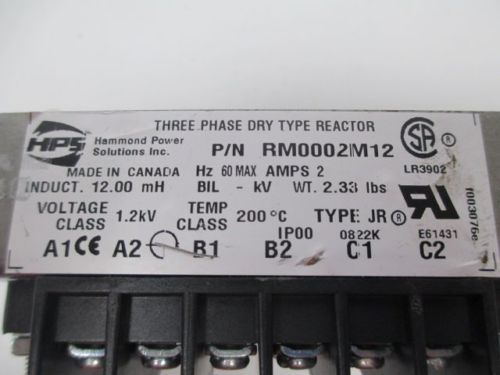 THREE PHASE DRY TYPE REACTOR
HPS Hammond Power Solutions Inc.
P/N RM0002M12
MADE IN CANADA Hz 60 MAX AMPS 2
LR3902
INDUCT. 12.00 mH BIL - kV WT. 2.33 lbs
VOLTAGE CLASS 1.2kV TEMP CLASS 200°C TYPE JR ®
IP00 0822K E61431
A1 CE A2 B1 B2 C1 C2